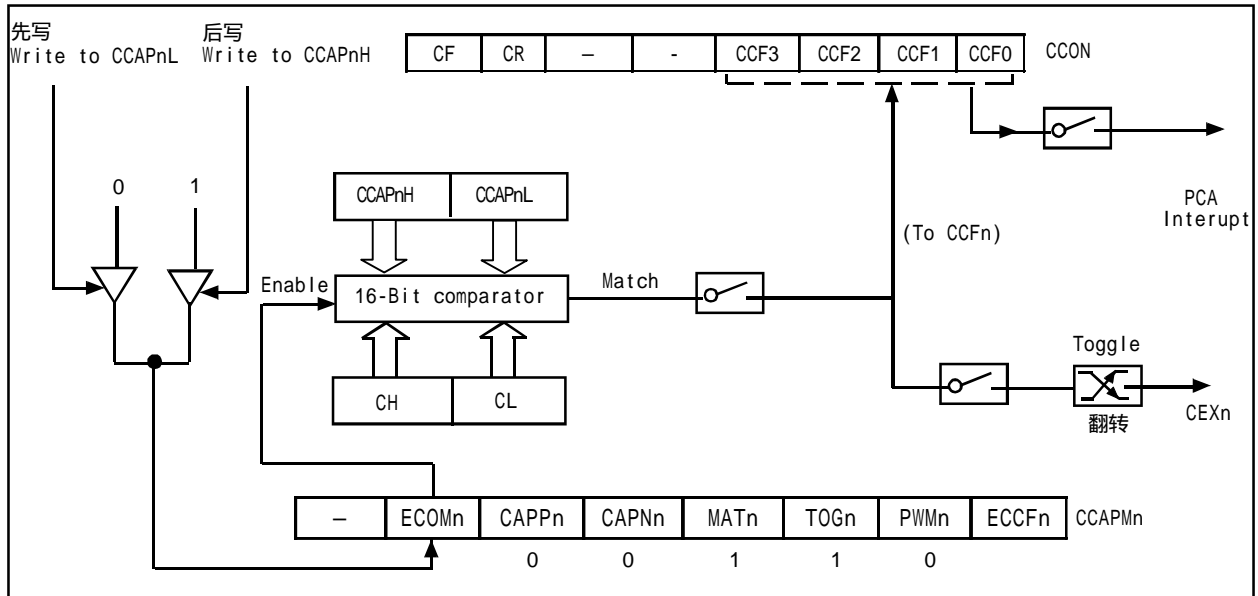 先写
Write to CCAPnL
后写
Write to CCAPnH
CF CR — - CCF3 CCF2 CCF1 CCF0 CCON
0 1
CCAPnH CCAPnL
PCA
Interupt
(To CCFn)
Enable
16-Bit comparator
Match
CH CL
Toggle
翻转
CEXn
— ECOMn CAPPn CAPNn MATn TOGn PWMn ECCFn CCAPMn
0 0 1 1 0